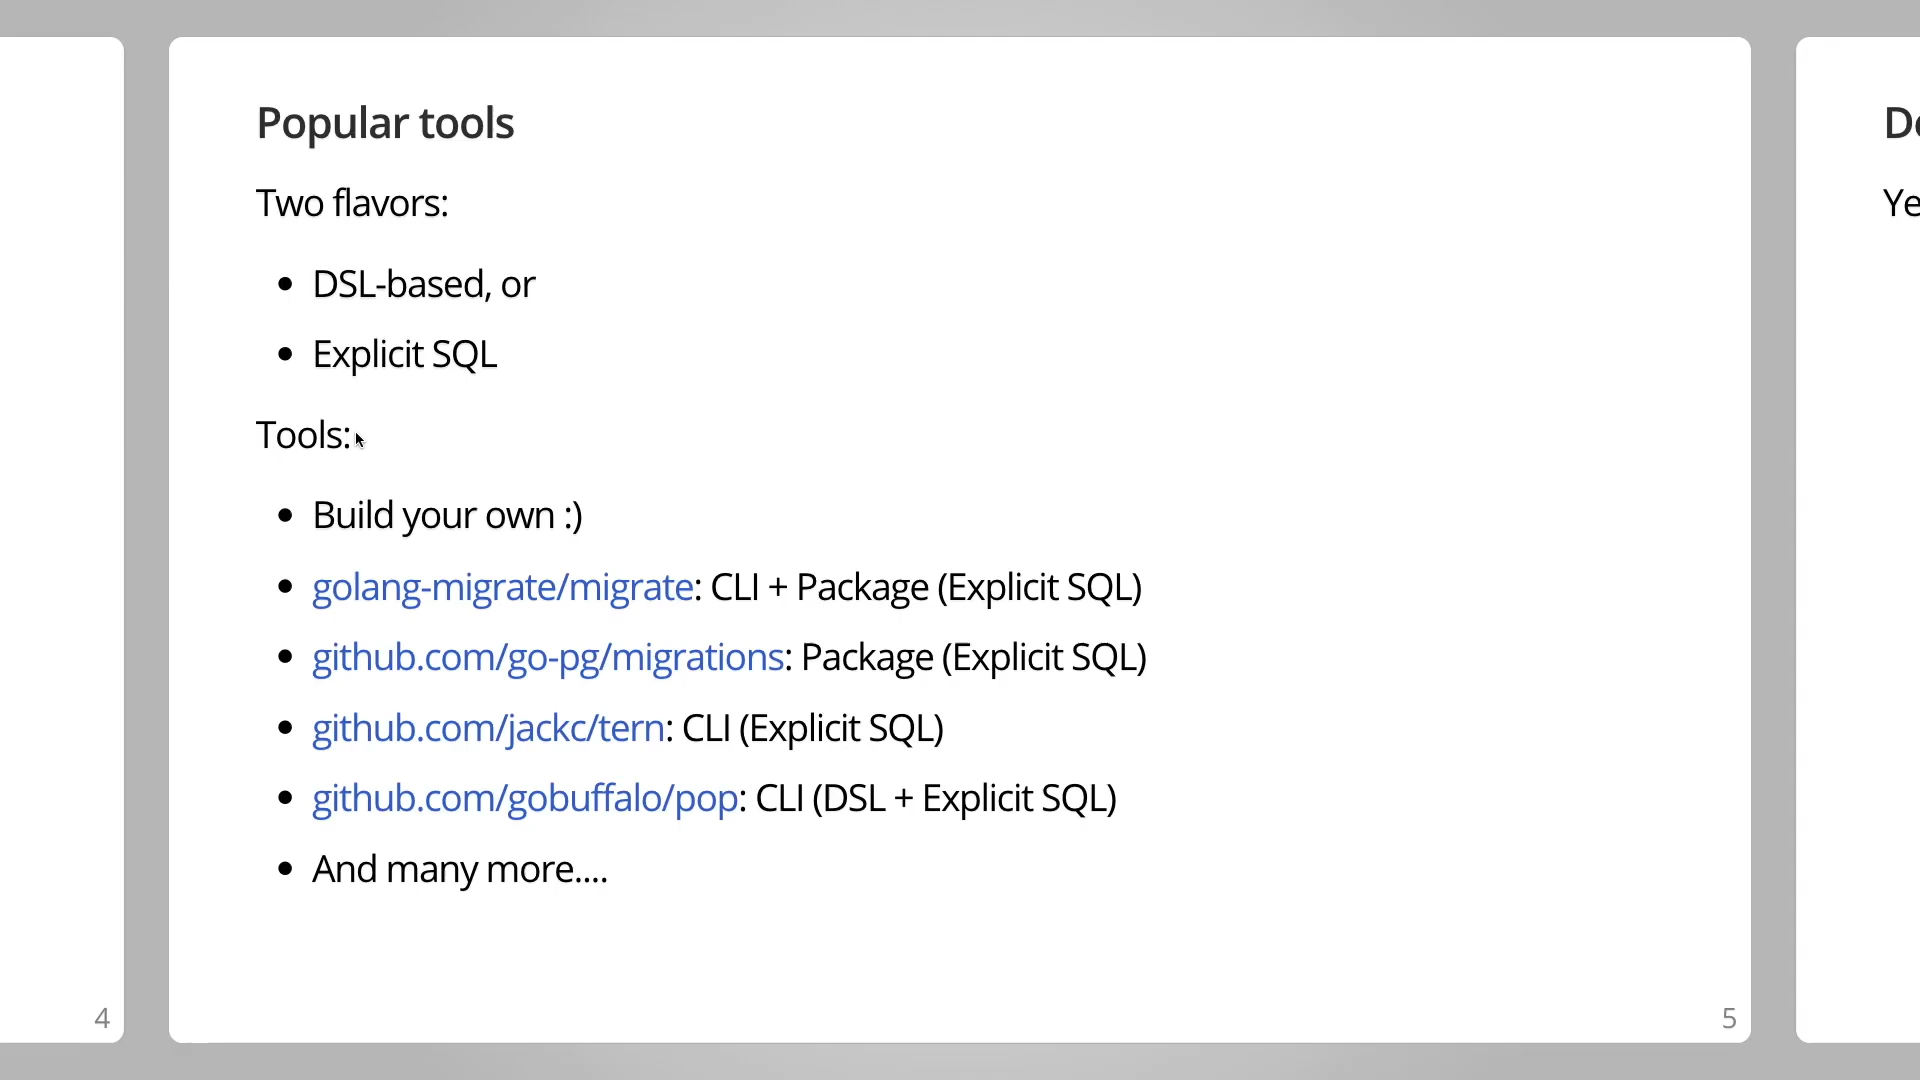 Popular tools
Two flavors:
DSL-based, or
Explicit SQL
Tools:
Build your own :)
golang-migrate/migrate: CLI + Package (Explicit SQL)
github.com/go-pg/migrations: Package (Explicit SQL)
github.com/jackc/tern: CLI (Explicit SQL)
github.com/gobuffalo/pop: CLI (DSL + Explicit SQL)
And many more....
4
5